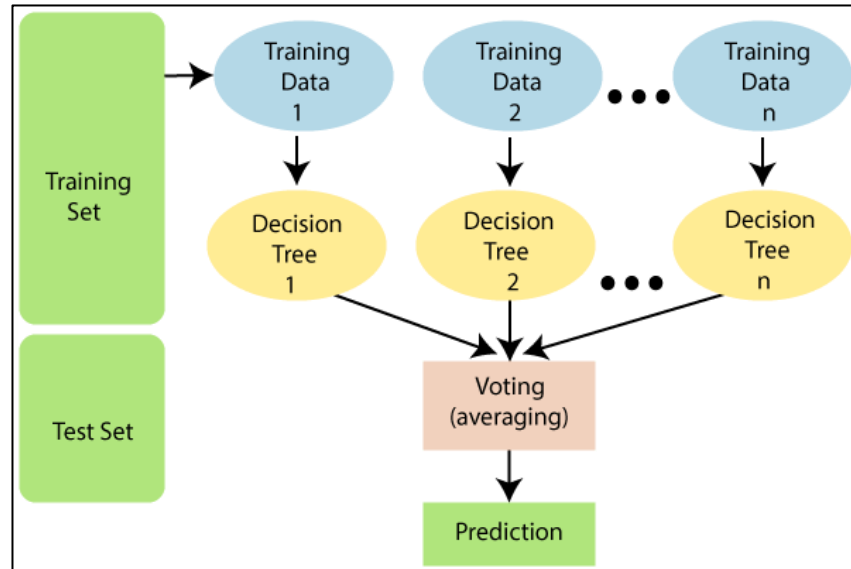 Training
Set
Test Set
Training
Data
1
Training
Data
2
Training
Data
n
Decision
Tree
1
Decision
Tree
2
Decision
Tree
n
Voting
(averaging)
Prediction